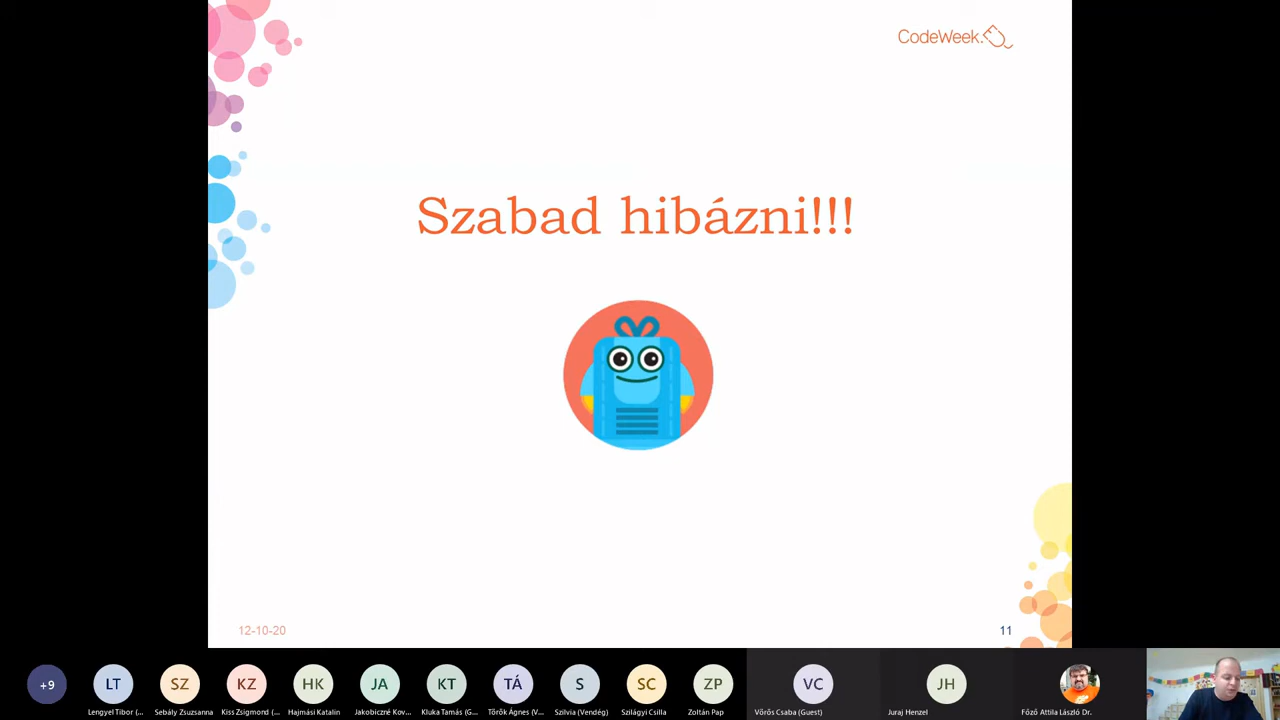 CodeWeek.
Szabad hibázni!!!
12-10-20
11
+9
LT
SZ
KZ
HK
JA
KT
TÁ
S
SC
ZP
VC
JH
Lengyel Tibor (...
Sebály Zsuzsanna
Kiss Zsigmond (...
Hajmási Katalin
Jakobiczné Kov...
Kluka Tamás (G...
Török Ágnes (V...
Szilvia (Vendég)
Szilágyi Csilla
Zoltán Pap
Vörös Csaba (Guest)
Juraj Henzel
Főző Attila László Dr.